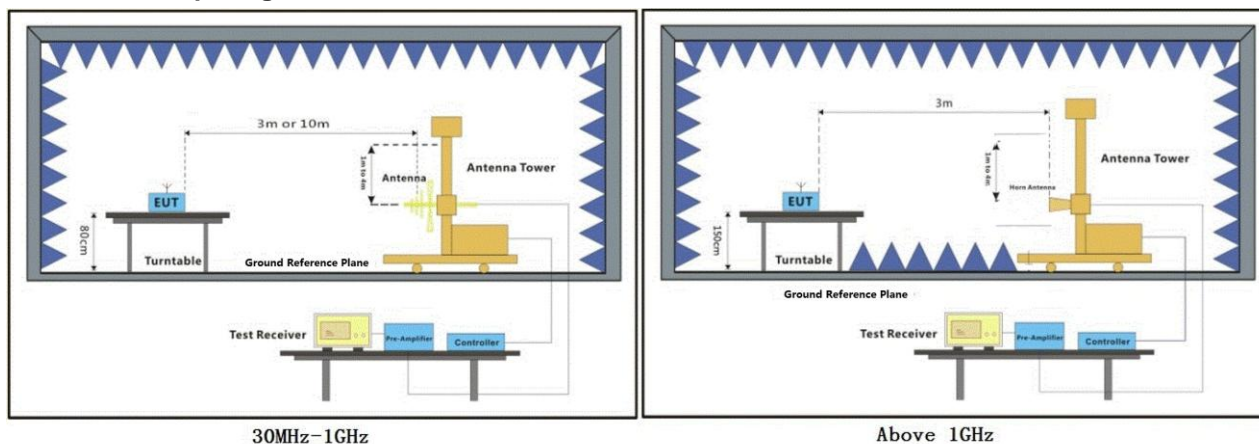 3m or 10m
1m to 4m
Antenna
Antenna Tower
EUT
80cm
Turntable
Ground Reference Plane
Test Receiver
Pre-Amplifier
Controller
30MHz-1GHz
3m
1m to 4m
Horn Antenna
Antenna Tower
EUT
150cm
Turntable
Ground Reference Plane
Test Receiver
Pre-Amplifier
Controller
Above 1GHz